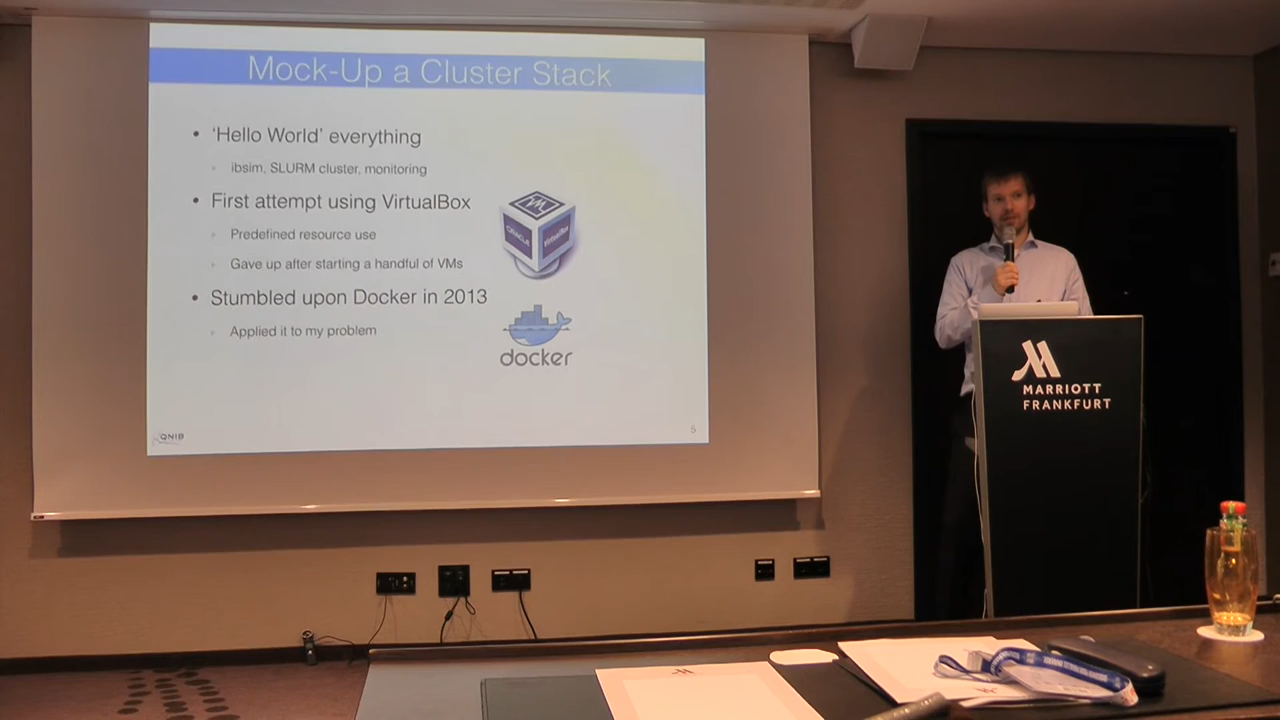 Mock-Up a Cluster Stack
• 'Hello World' everything
ibsim, SLURM cluster, monitoring
• First attempt using VirtualBox
Predefined resource use
Gave up after starting a handful of VMs
• Stumbled upon Docker in 2013
Applied it to my problem
ORACLE VirtualBox
docker
QNIB
5
MARRIOTT
FRANKFURT